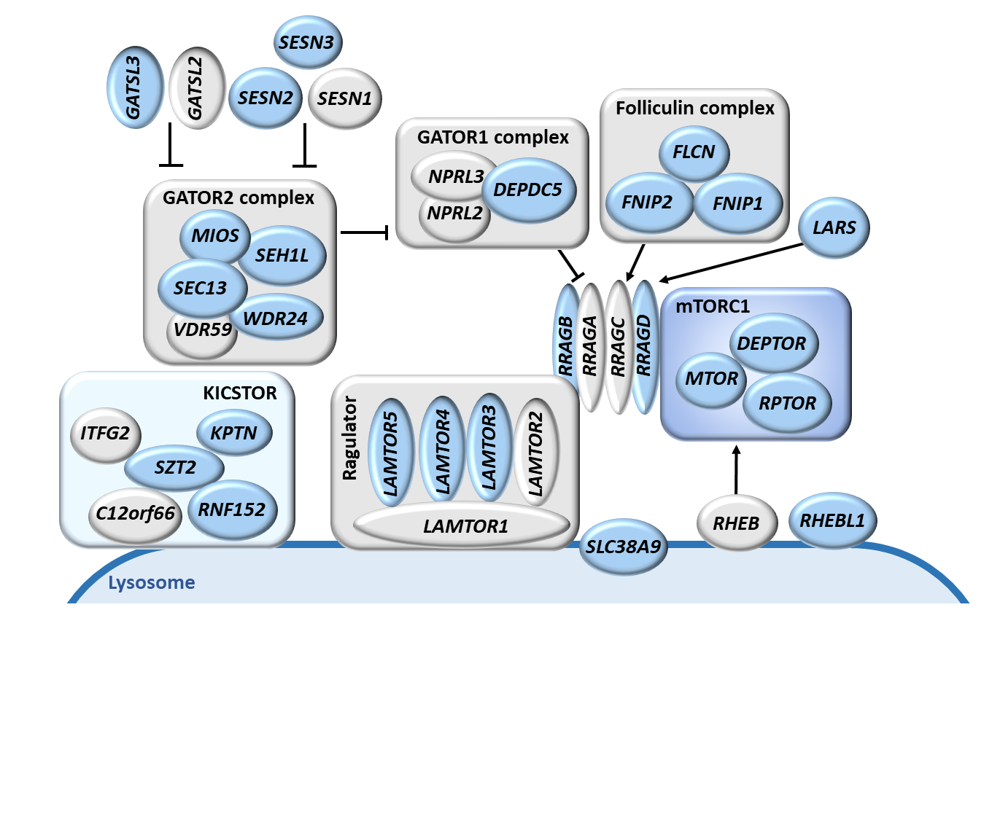 SESN3
GATSL3
GATSL2
SESN2
SESN1
GATOR2 complex
MIOS
SEH1L
SEC13
WDR24
VDR59
GATOR1 complex
NPRL3
DEPDC5
NPRL2
Folliculin complex
FLCN
FNIP2
FNIP1
LARS
RRAGB
RRAGA
RRAGC
RRAGD
mTORC1
DEPTOR
MTOR
RPTOR
KICSTOR
ITFG2
KPTN
SZT2
C12orf66
RNF152
Ragulator
LAMTOR5
LAMTOR4
LAMTOR3
LAMTOR2
LAMTOR1
SLC38A9
RHEB
RHEBL1
Lysosome